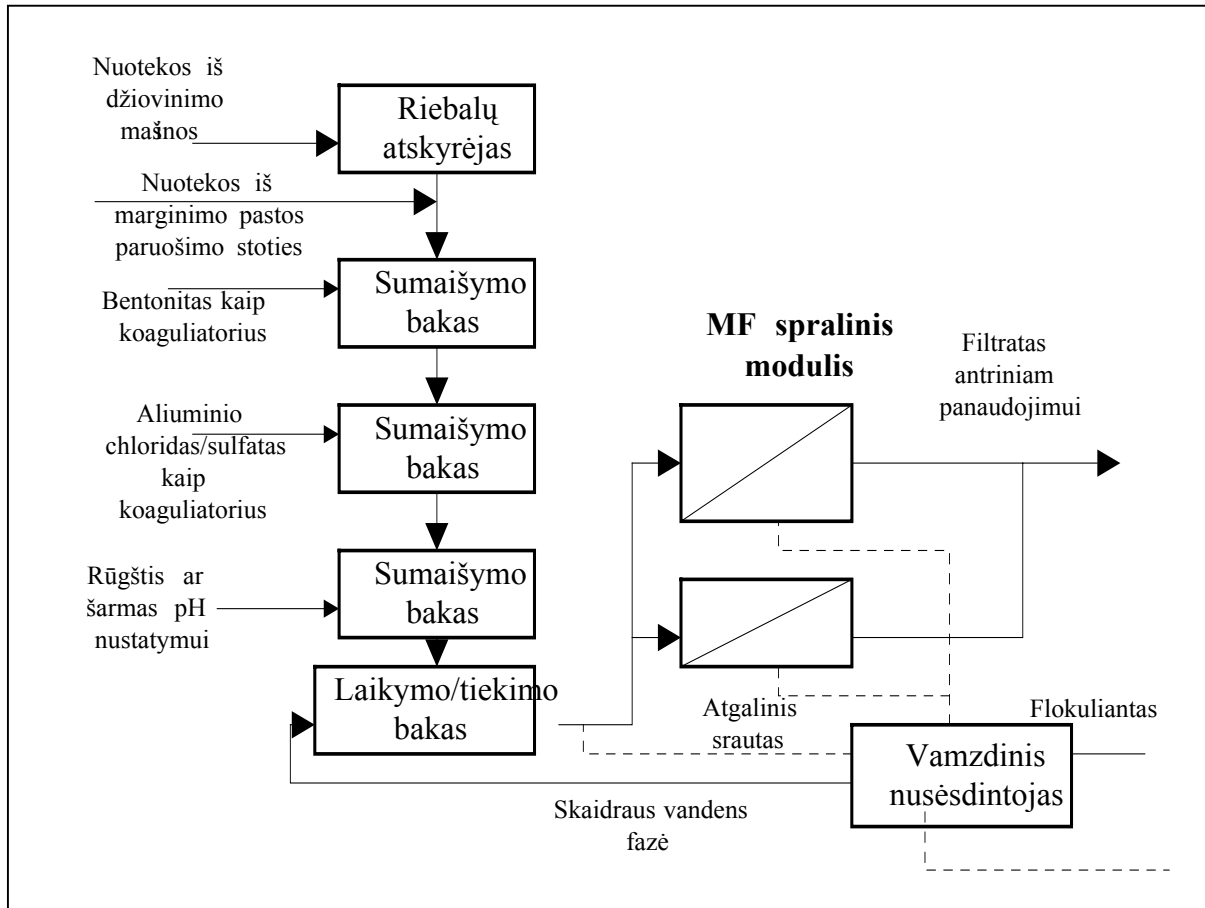 Nuotekos iš
džiovinimo
mašnos
Riebalų
atskyrėjas
Nuotekos iš
marginimo pastos
paruošimo stoties
Sumaišymo
bakas
Bentonitas kaip
koaguliatorius
Aliuminio
chloridas/sulfatas
kaip
koaguliatorius
Sumaišymo
bakas
Rūgštis ar
šarmas pH
nustatymui
Sumaišymo
bakas
Laikymo/tiekimo
bakas
MF spralinis
modulis
Filtratas
antriniam
panaudojimui
Atgalinis
srautas
Flokuliantas
Vamzdinis
nusėsdintojas
Skaidraus vandens
fazė